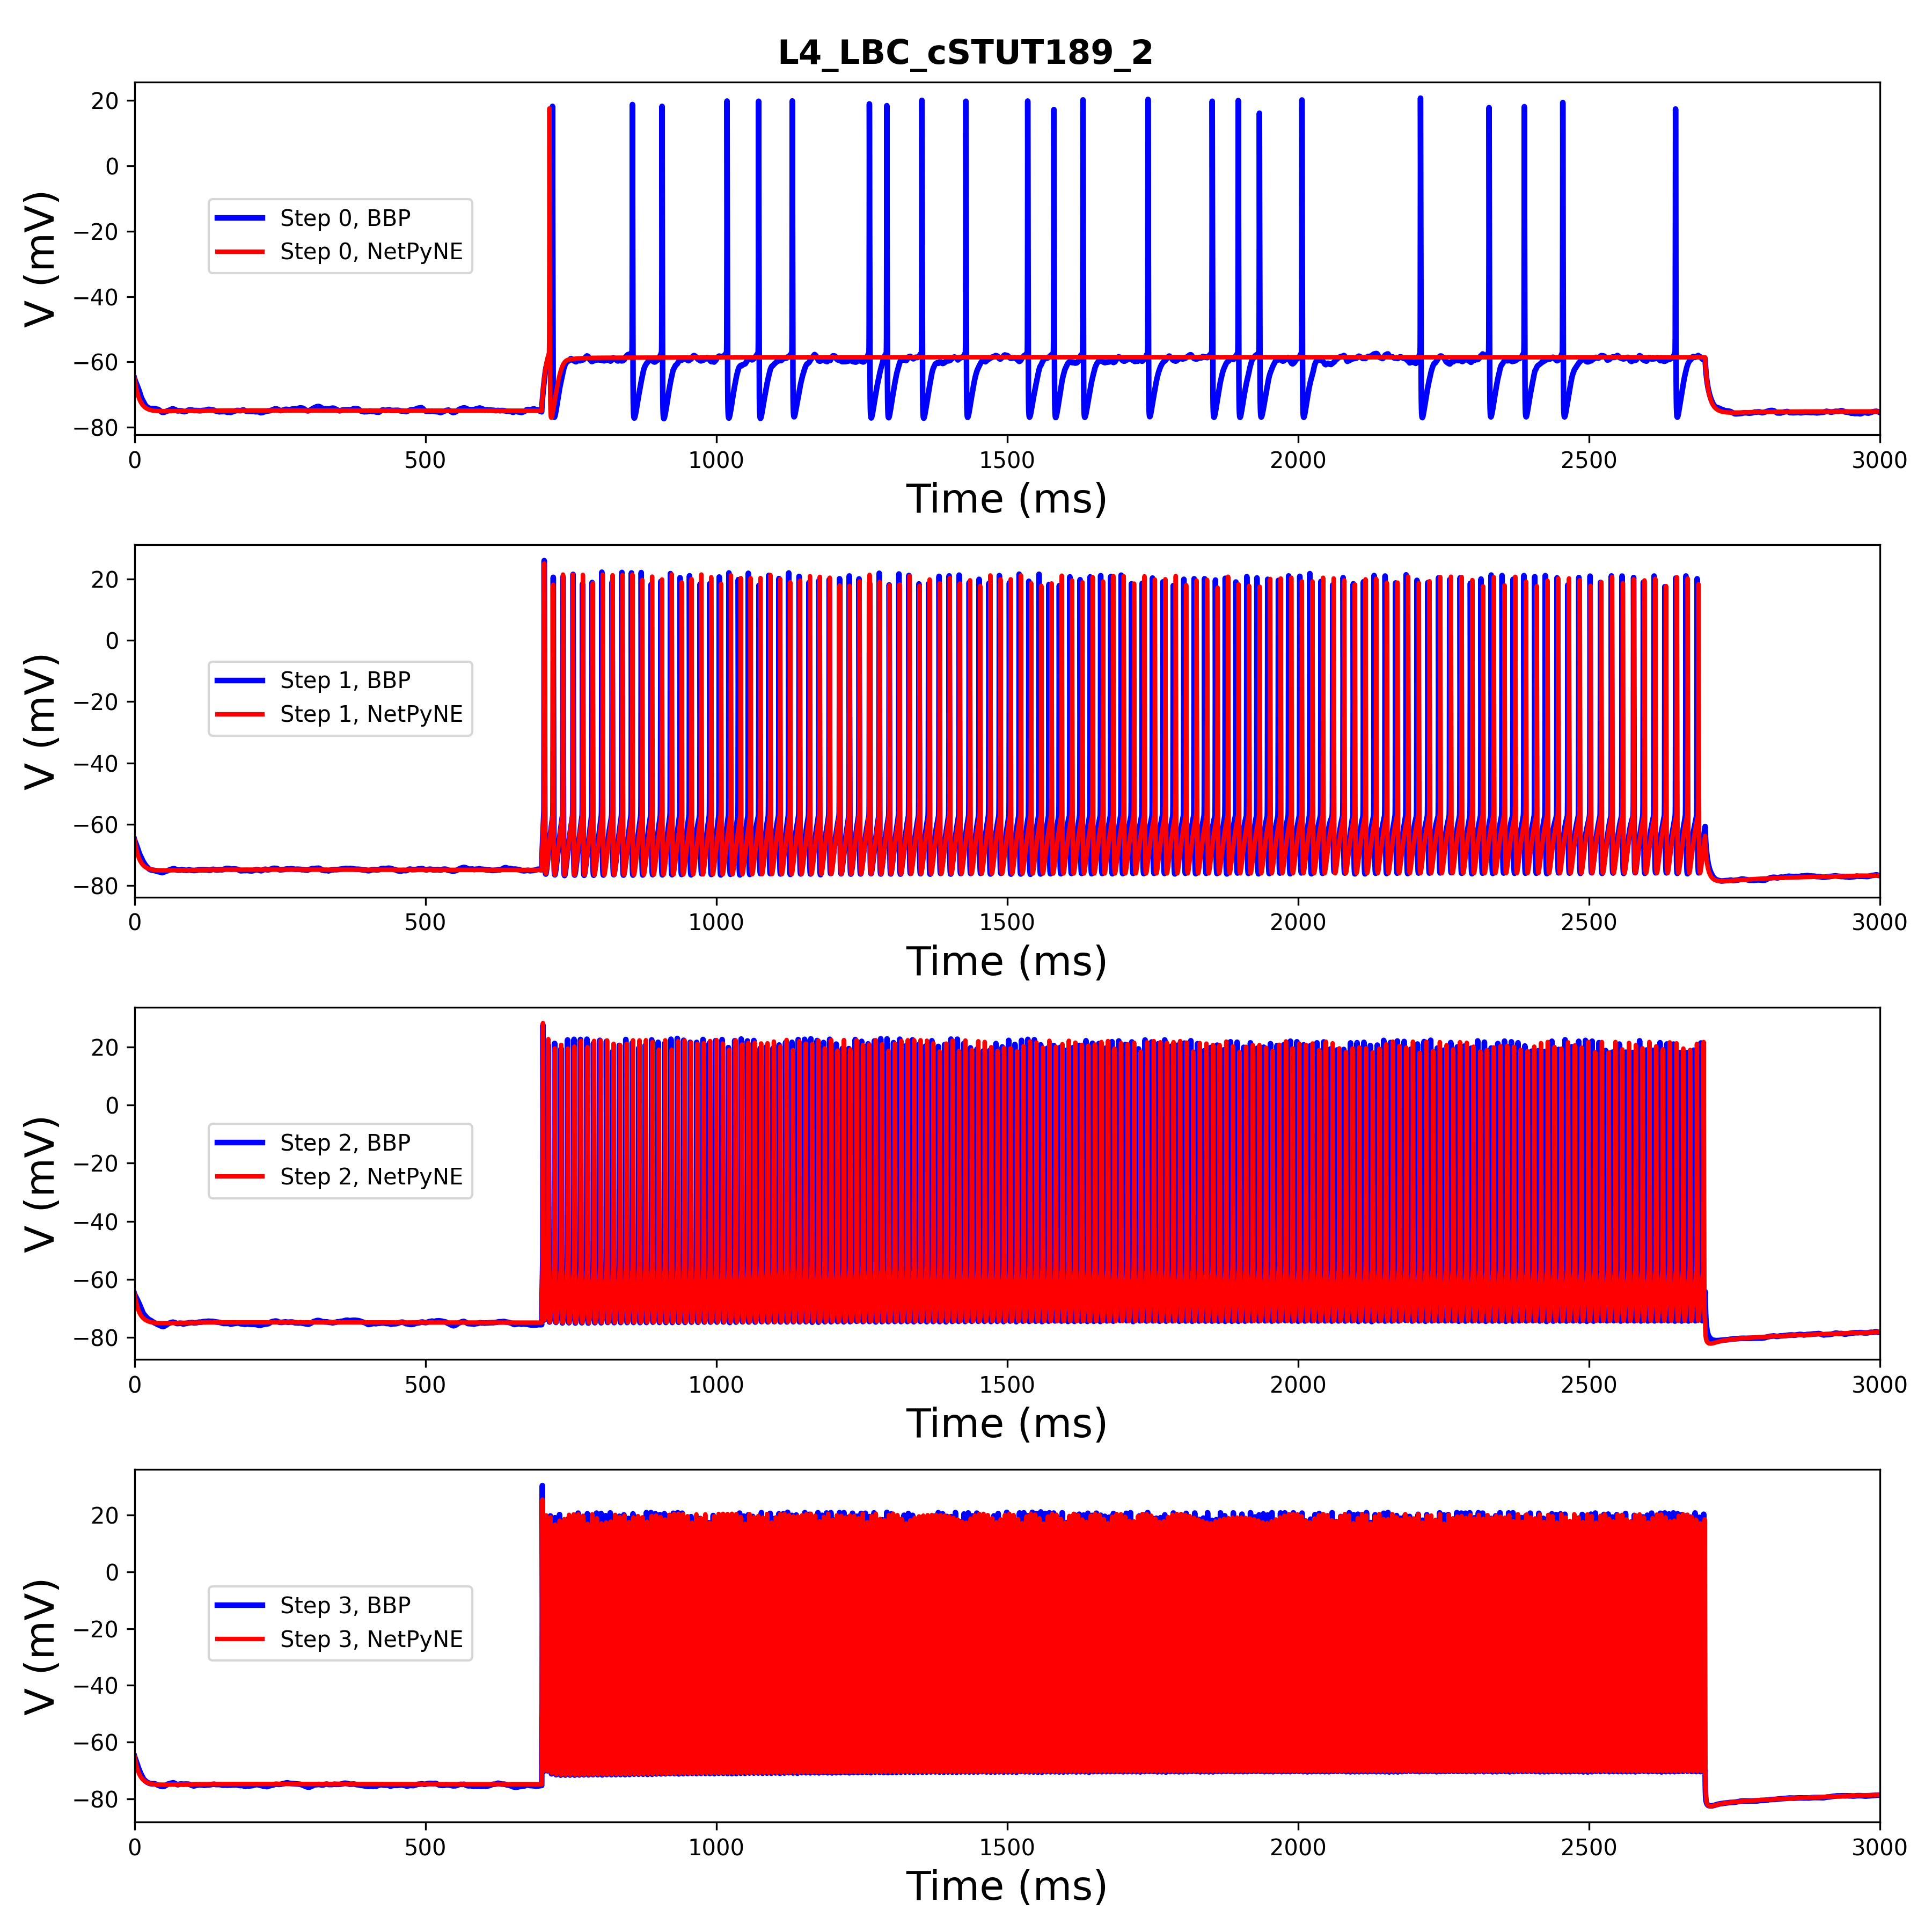 L4_LBC_cSTUT189_2
20
0
−20
−40
−60
−80
V (mV)
Step 0, BBP
Step 0, NetPyNE
0 500 1000 1500 2000 2500 3000
Time (ms)
20
0
−20
−40
−60
−80
V (mV)
Step 1, BBP
Step 1, NetPyNE
0 500 1000 1500 2000 2500 3000
Time (ms)
20
0
−20
−40
−60
−80
V (mV)
Step 2, BBP
Step 2, NetPyNE
0 500 1000 1500 2000 2500 3000
Time (ms)
20
0
−20
−40
−60
−80
V (mV)
Step 3, BBP
Step 3, NetPyNE
0 500 1000 1500 2000 2500 3000
Time (ms)